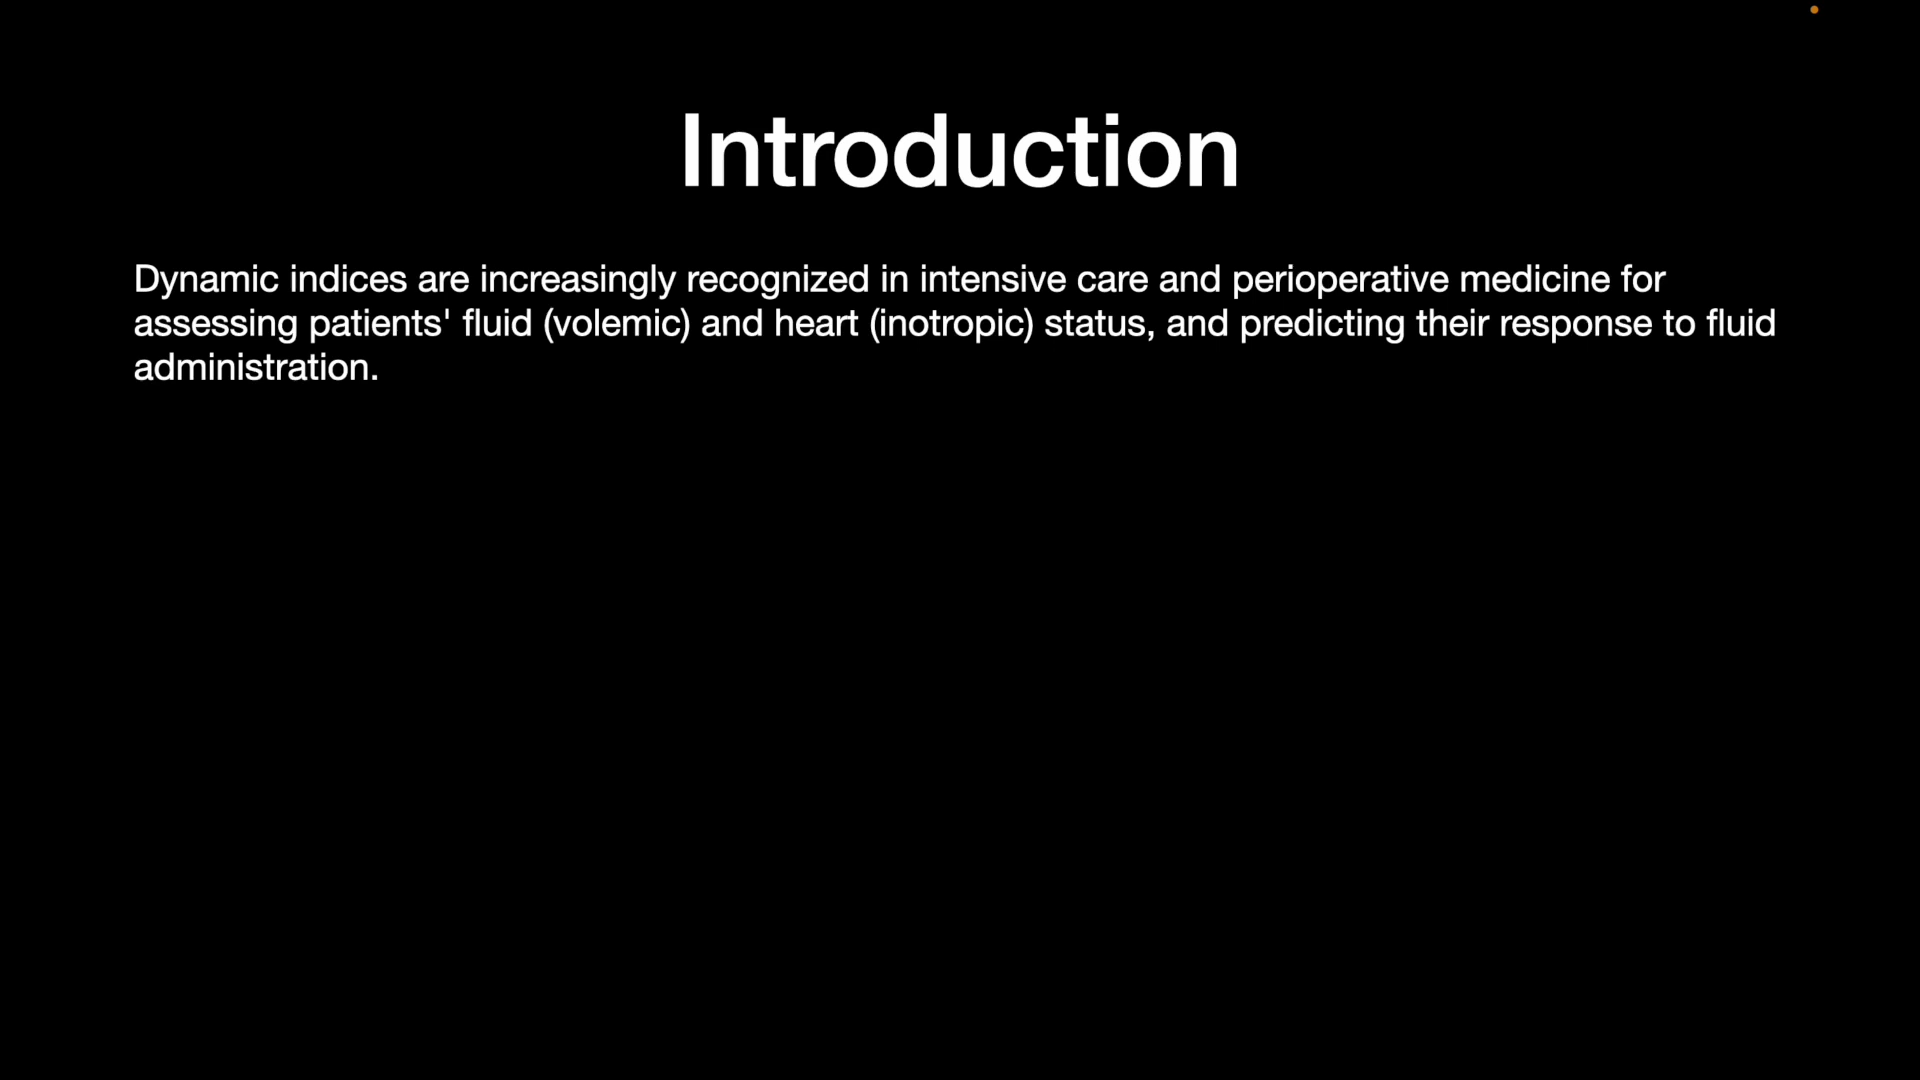 Introduction
Dynamic indices are increasingly recognized in intensive care and perioperative medicine for
assessing patients' fluid (volemic) and heart (inotropic) status, and predicting their response to fluid
administration.